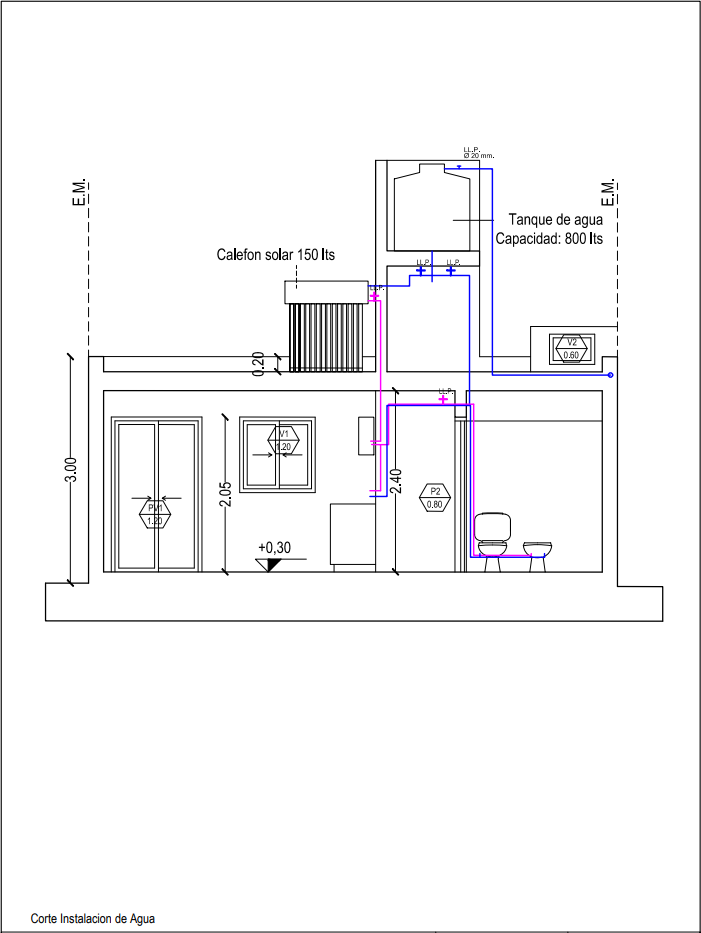 LL.P.
Ø 20 mm.
E.M.
E.M.
Tanque de agua
Capacidad: 800 lts
Calefon solar 150 lts
LL.P.
LL.P.
LL.P.
V2
0.60
0.20
LL.P.
V1
1.20
3.00
2.05
2.40
P2
0.80
PV1
1.20
+0,30
Corte Instalacion de Agua